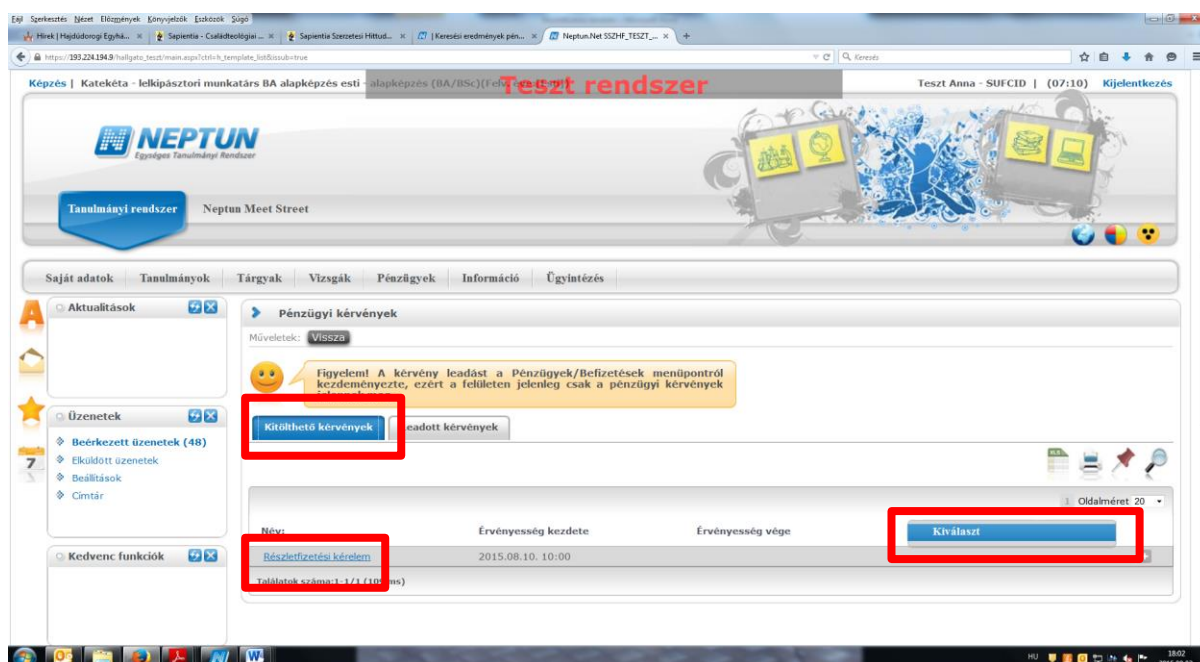 Fájl Szerkesztés Nézet Előzmények Könyvjelzők Eszközök Súgó
Hírek | Hajdúdorogi Egyhá... × Sapientia - Családteológiai ... × Sapientia Szerzetesi Hittud... × | Keresési eredmények pén... × Neptun.Net SSZHF_TESZT_... × +
https://193.224.194.9/hallgato_teszt/main.aspx?ctrl=h_template_list&issub=true Keresés
Képzés | Katekéta - lelkipásztori munkatárs BA alapképzés esti - alapképzés (BA/BSc)
Teszt rendszer
Teszt Anna - SUFCID | (07:10) Kijelentkezés
NEPTUN
Egységes Tanulmányi Rendszer
Tanulmányi rendszer Neptun Meet Street
Saját adatok Tanulmányok Tárgyak Vizsgák Pénzügyek Információ Ügyintézés
Aktualitások
Pénzügyi kérvények
Műveletek: Vissza
Figyelem! A kérvény leadást a Pénzügyek/Befizetések menüpontról
kezdeményezte, ezért a felületen jelenleg csak a pénzügyi kérvények
Kitölthető kérvények eadott kérvények
Üzenetek
Beérkezett üzenetek (48)
Elküldött üzenetek
Beállítások
Címtár
7
1 Oldalméret 20
Név: Érvényesség kezdete Érvényesség vége Kiválaszt
Kedvenc funkciók
Részletfizetési kérelem 2015.08.10. 10:00
Találatok száma:1-1/1 ms)
HU 18:02